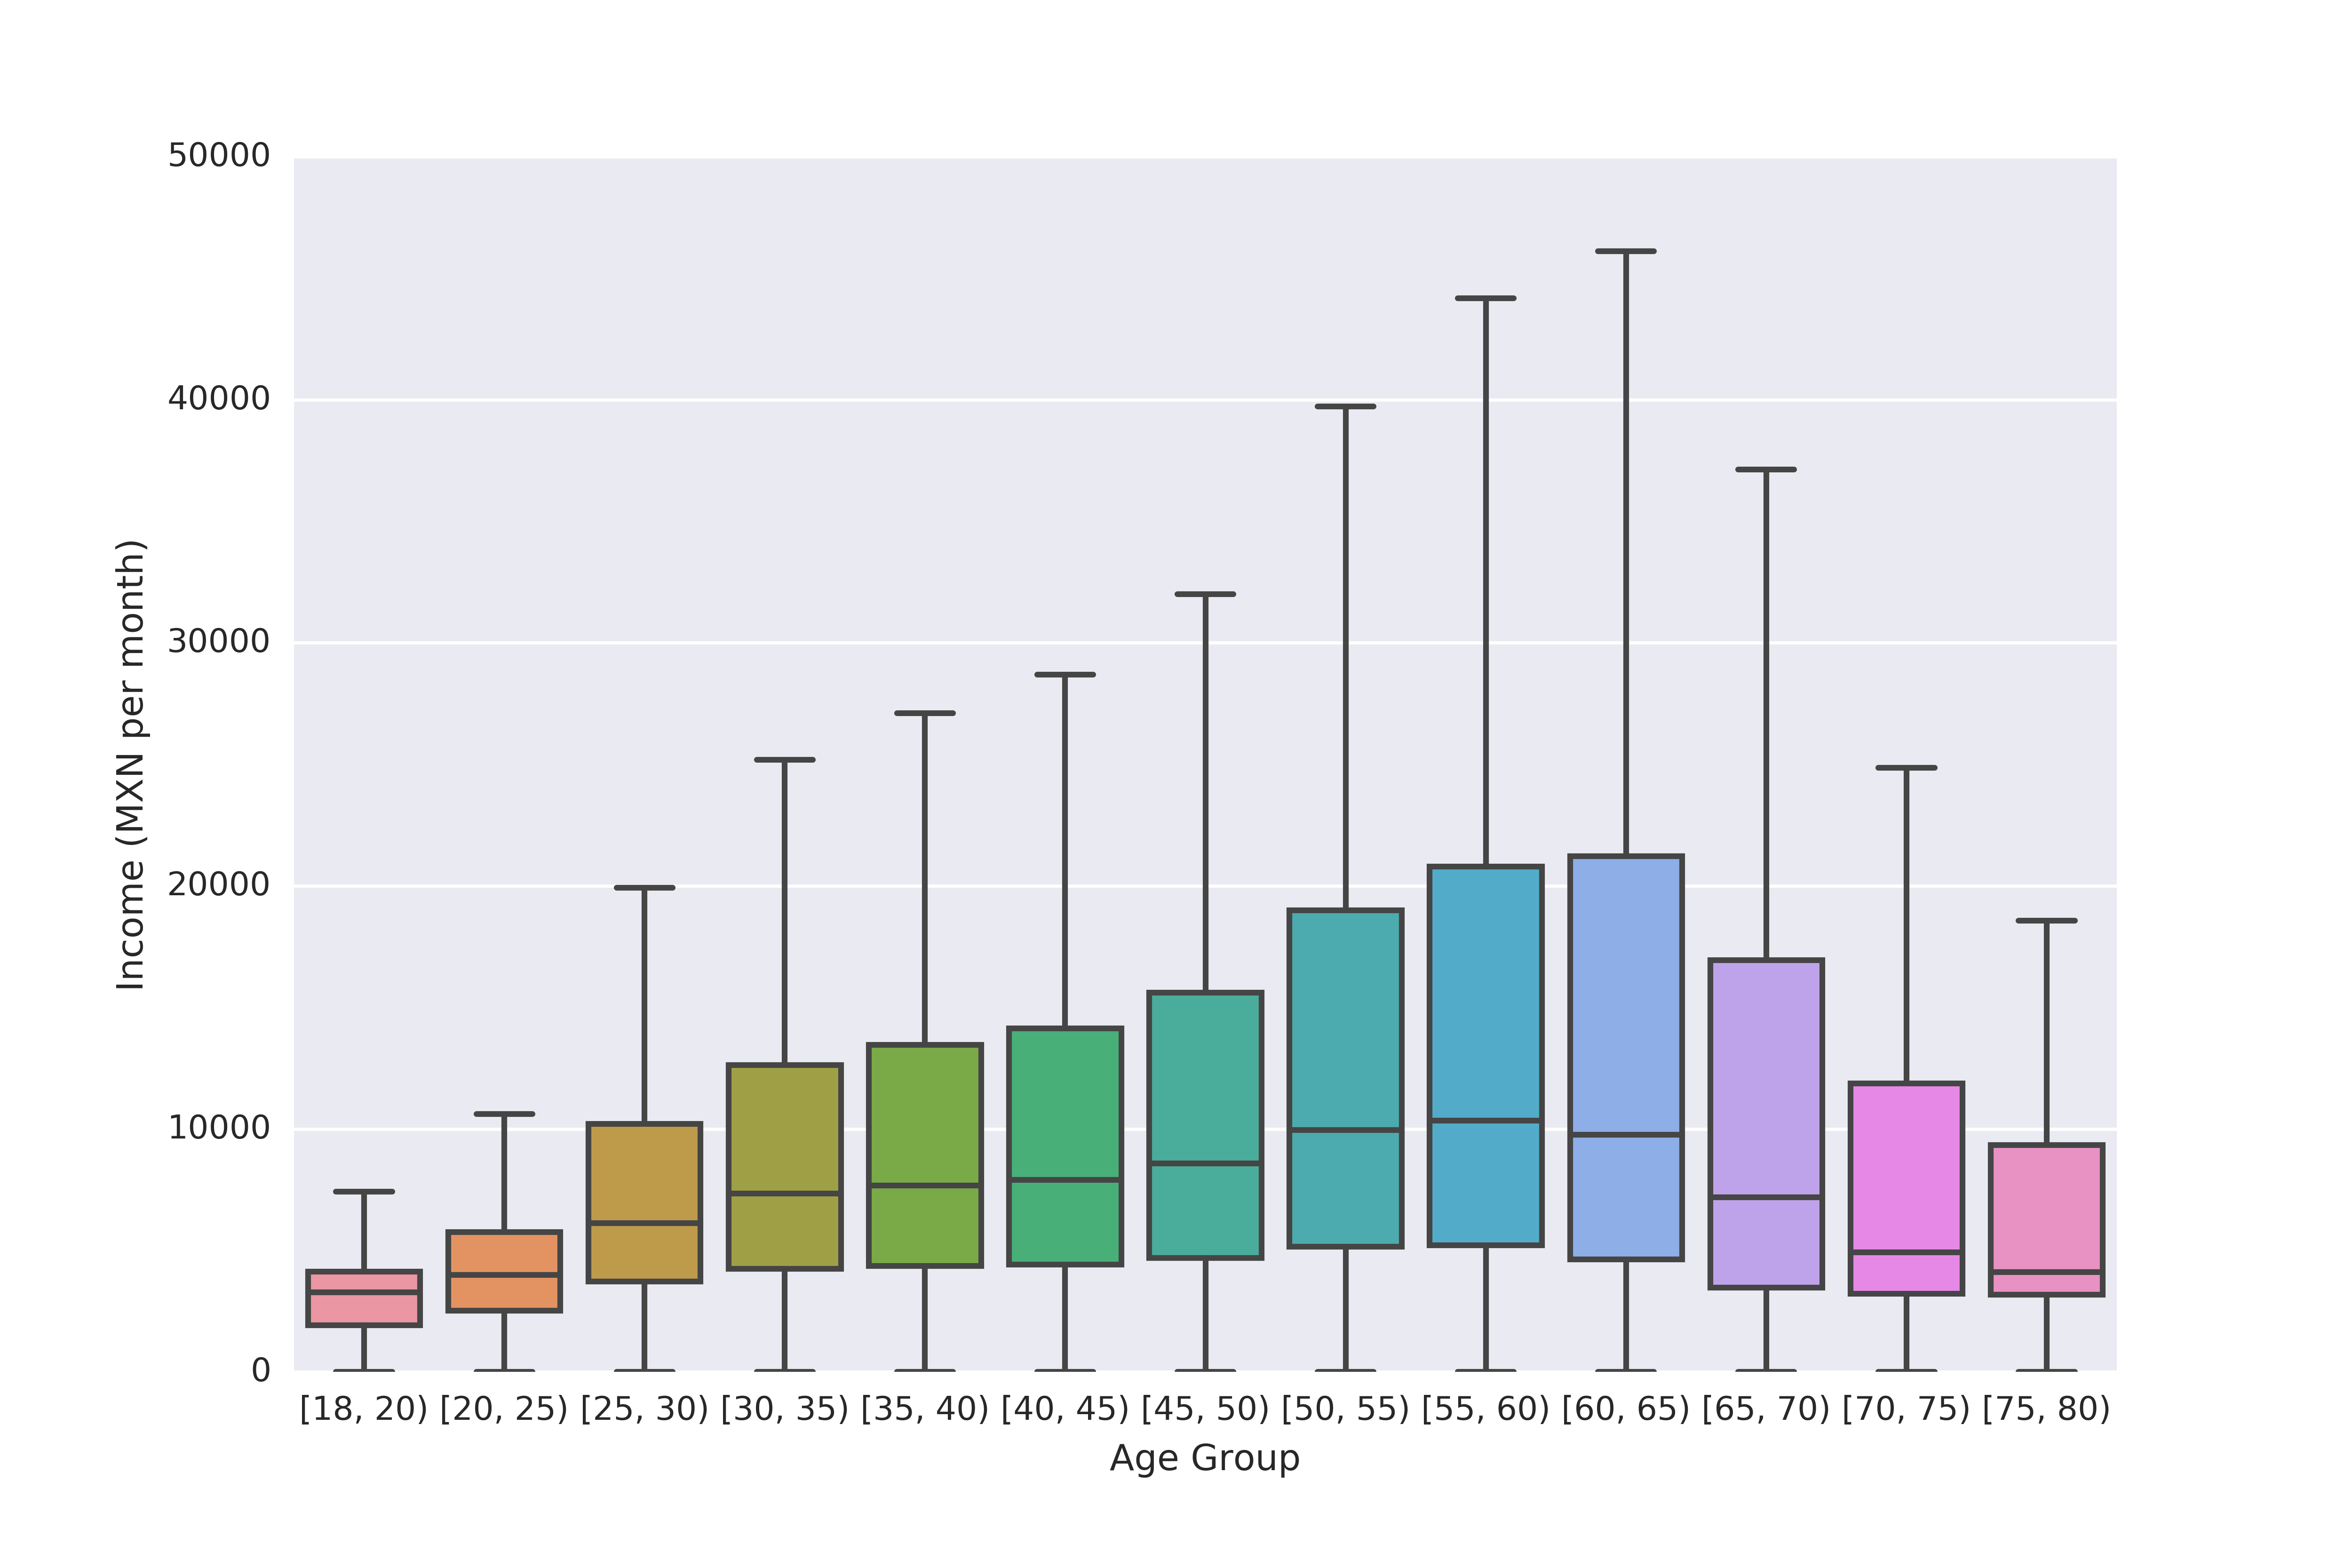 50000
40000
30000
20000
10000
0
Income (MXN per month)
[18, 20) [20, 25) [25, 30) [30, 35) [35, 40) [40, 45) [45, 50) [50, 55) [55, 60) [60, 65) [65, 70) [70, 75) [75, 80)
Age Group